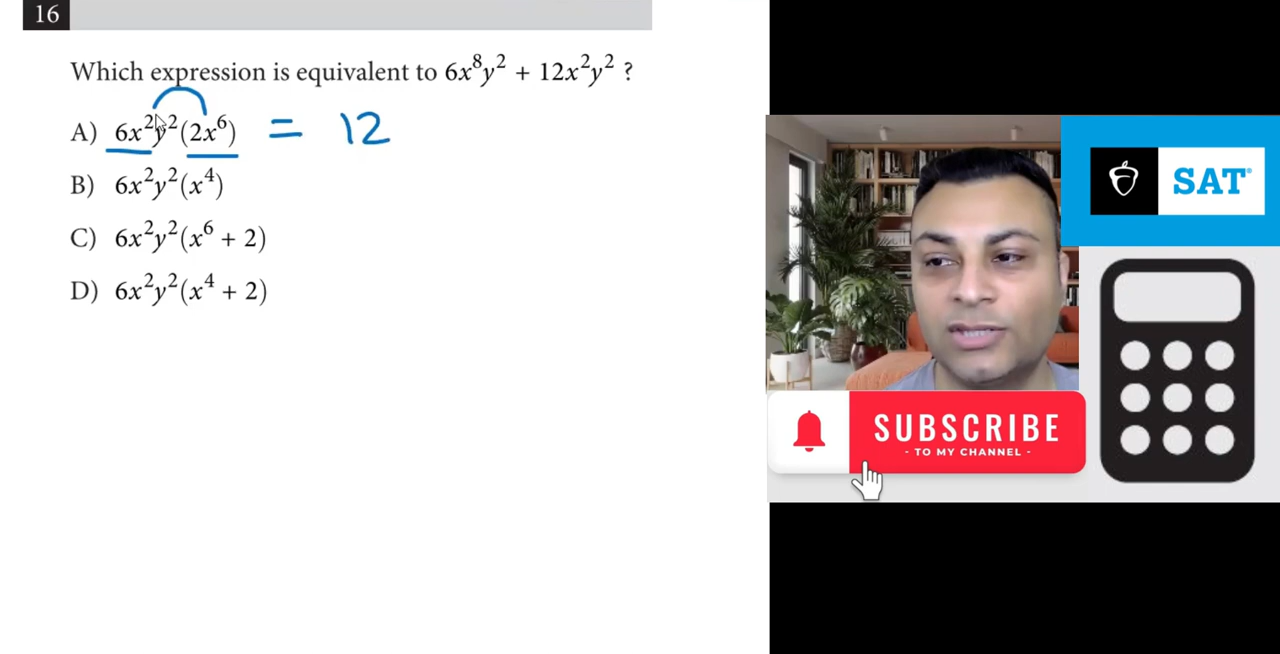 16
Which expression is equivalent to 6x⁸y² + 12x²y² ?
A) 6x²y²(2x⁶) = 12
B) 6x²y²(x⁴)
C) 6x²y²(x⁶ + 2)
D) 6x²y²(x⁴ + 2)
SAT®
SUBSCRIBE
- TO MY CHANNEL -